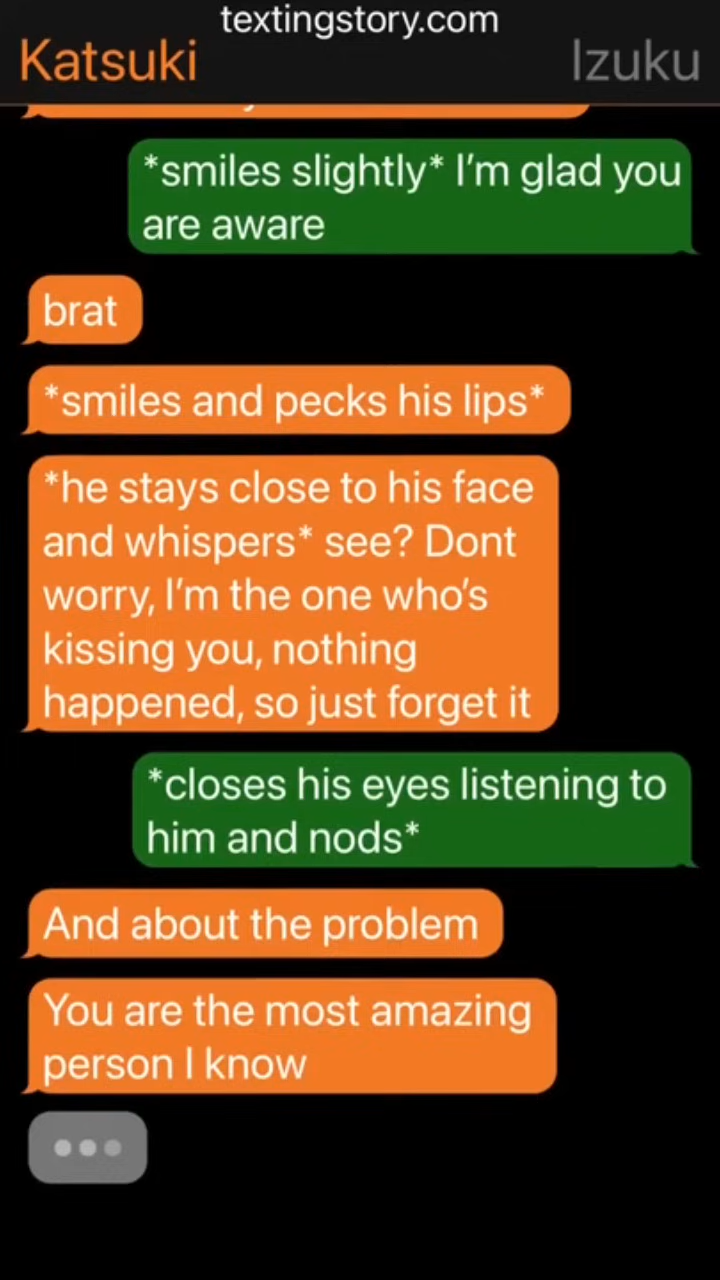 textingstory.com
Katsuki
Izuku
*smiles slightly* I'm glad you
are aware
brat
*smiles and pecks his lips*
*he stays close to his face
and whispers* see? Dont
worry, I'm the one who's
kissing you, nothing
happened, so just forget it
*closes his eyes listening to
him and nods*
And about the problem
You are the most amazing
person I know